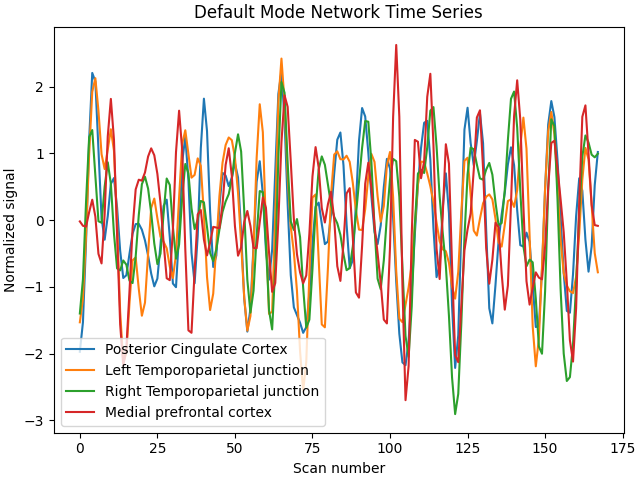 Default Mode Network Time Series
Normalized signal
2
1
0
−1
−2
−3
Posterior Cingulate Cortex
Left Temporoparietal junction
Right Temporoparietal junction
Medial prefrontal cortex
0 25 50 75 100 125 150 175
Scan number